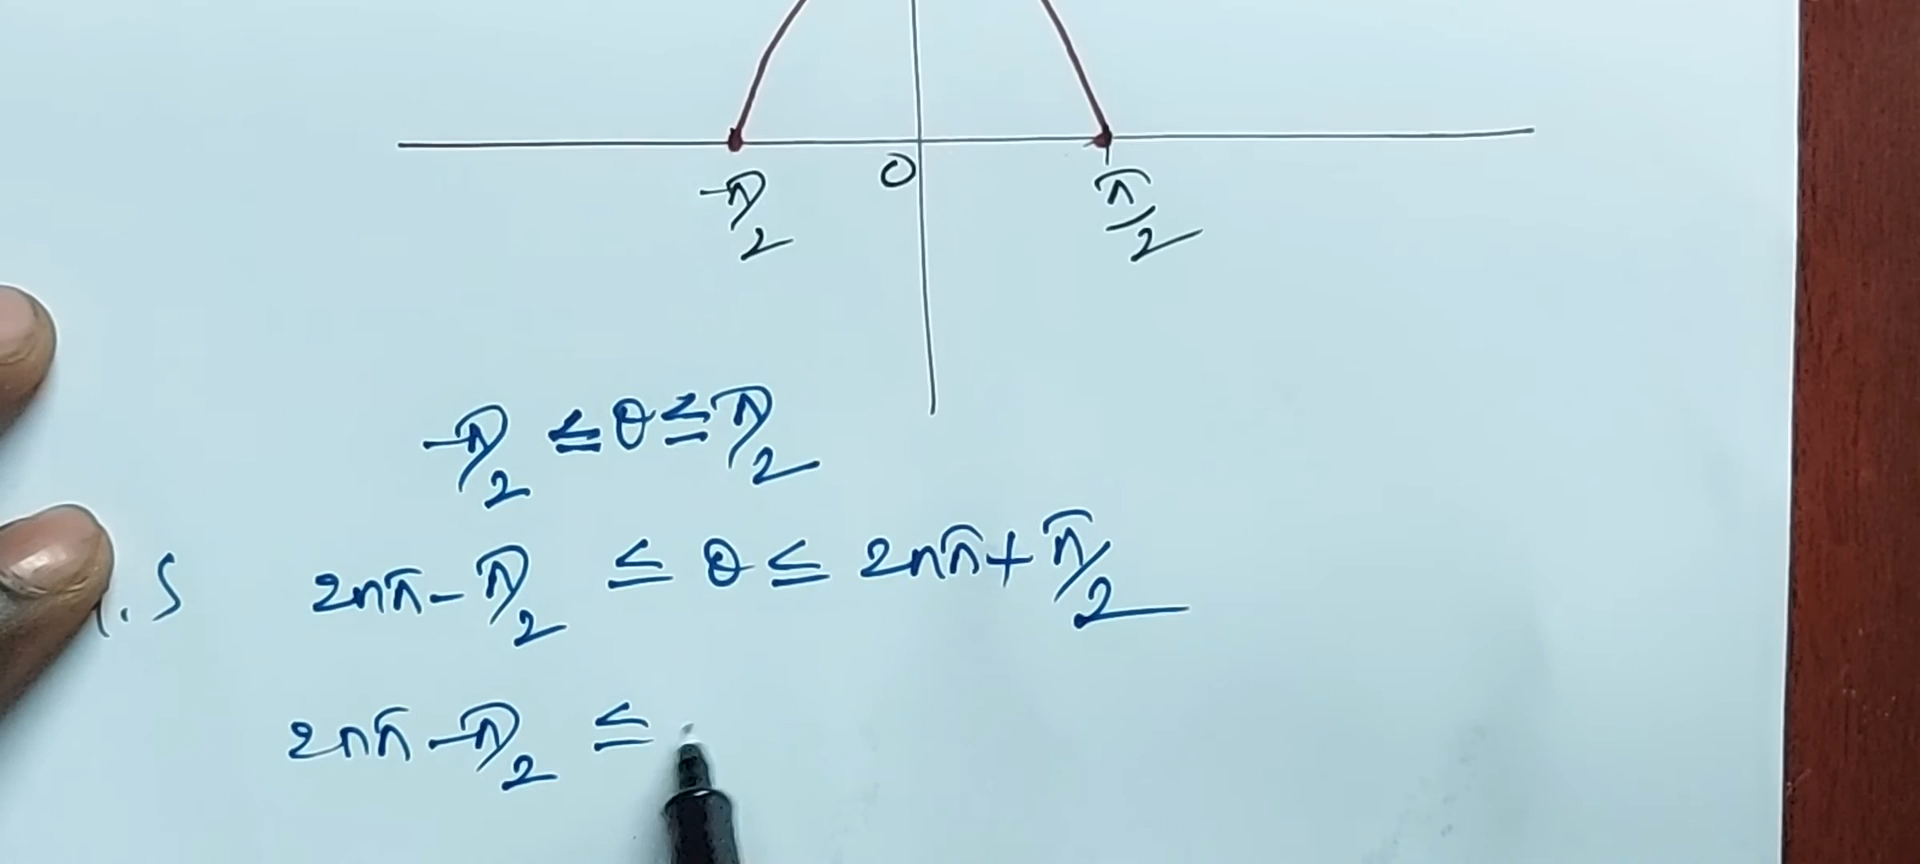 -π/2 0 π/2
-π/2 ≤ θ ≤ π/2
.S 2nπ - π/2 ≤ θ ≤ 2nπ + π/2
2nπ - π/2 ≤